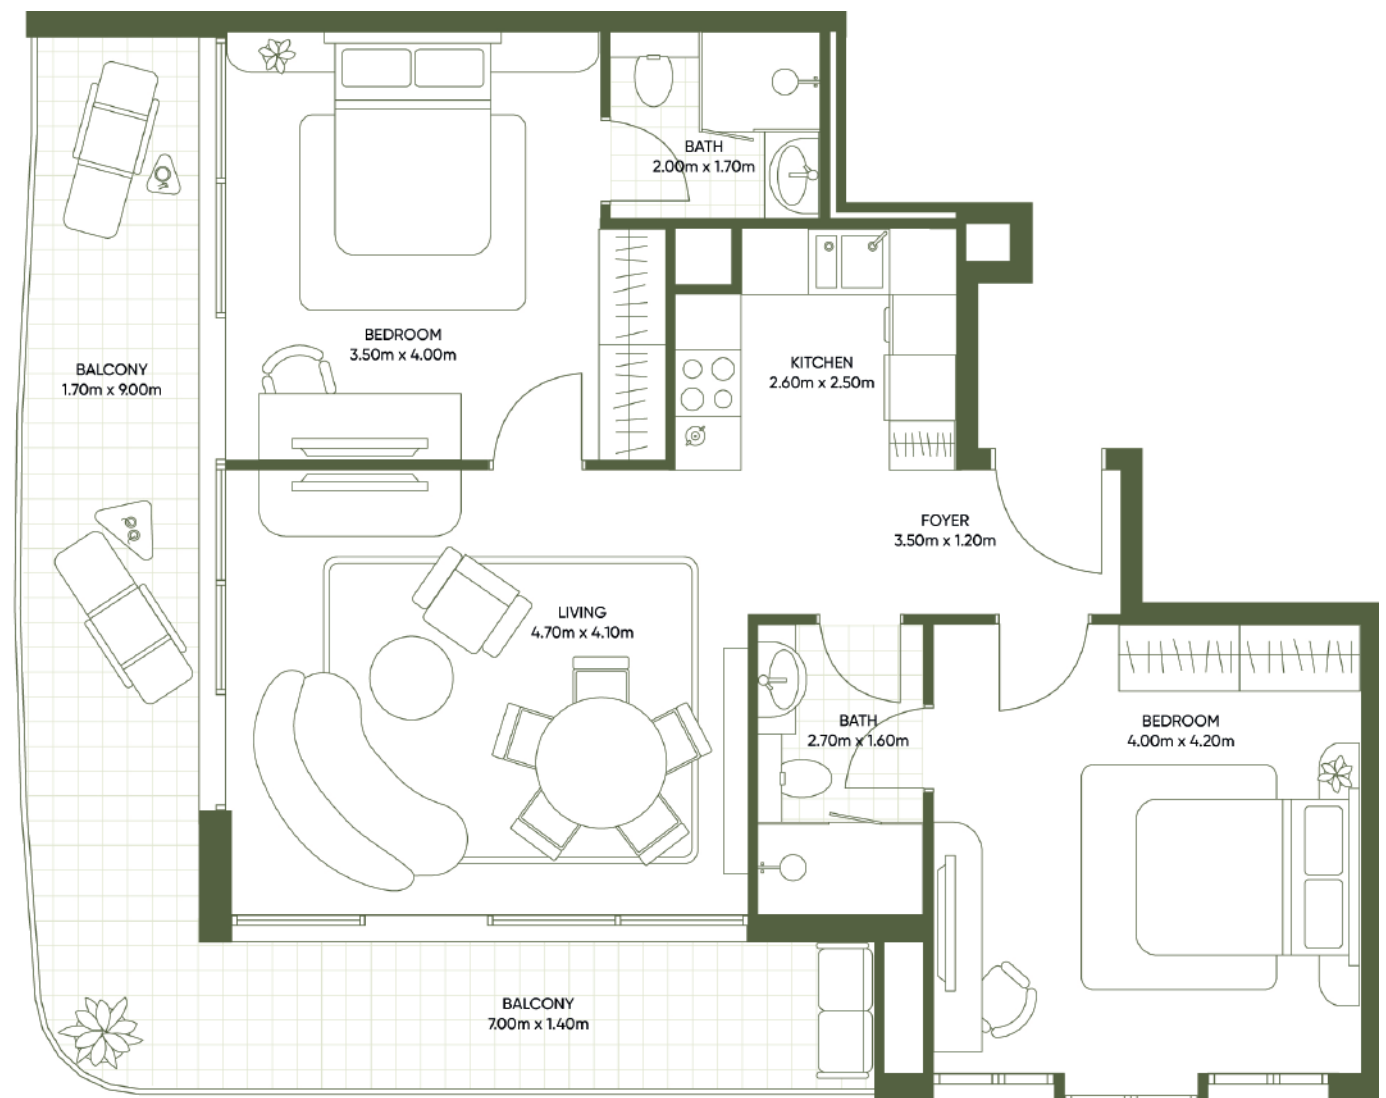 BATH
2.00m x 1.70m
BEDROOM
3.50m x 4.00m
BALCONY
1.70m x 9.00m
KITCHEN
2.60m x 2.50m
FOYER
3.50m x 1.20m
LIVING
4.70m x 4.10m
BATH
2.70m x 1.60m
BEDROOM
4.00m x 4.20m
BALCONY
7.00m x 1.40m